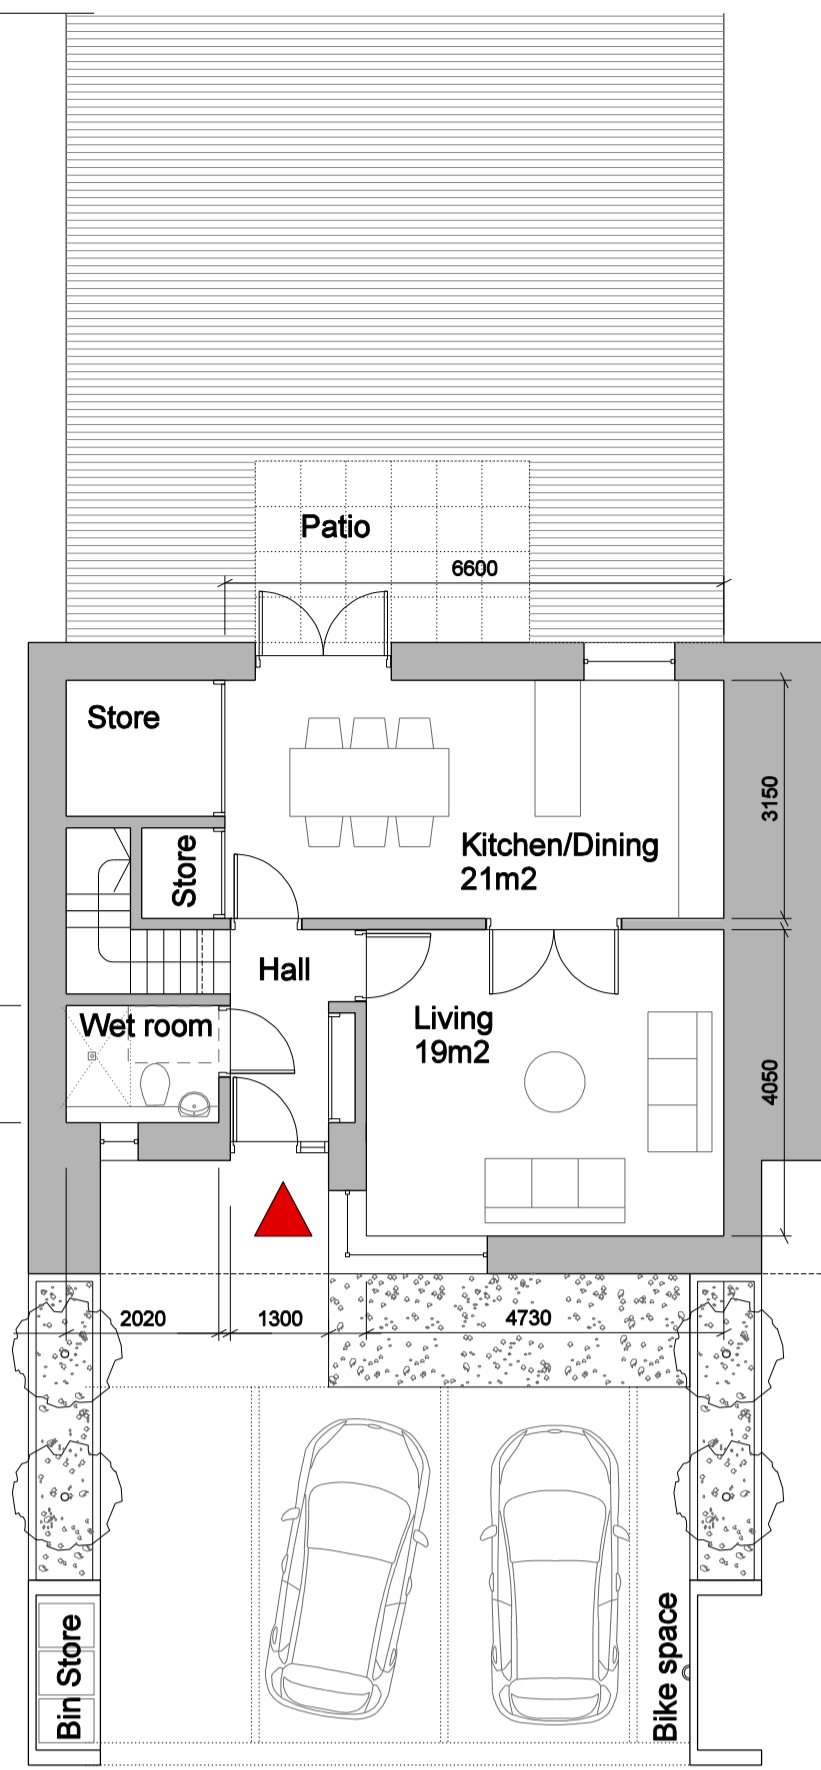 Patio
6600
Store
3150
Store
Kitchen/Dining
21m2
Hall
Living
19m2
Wet room
4050
2020
1300
4730
Bin Store
Bike space